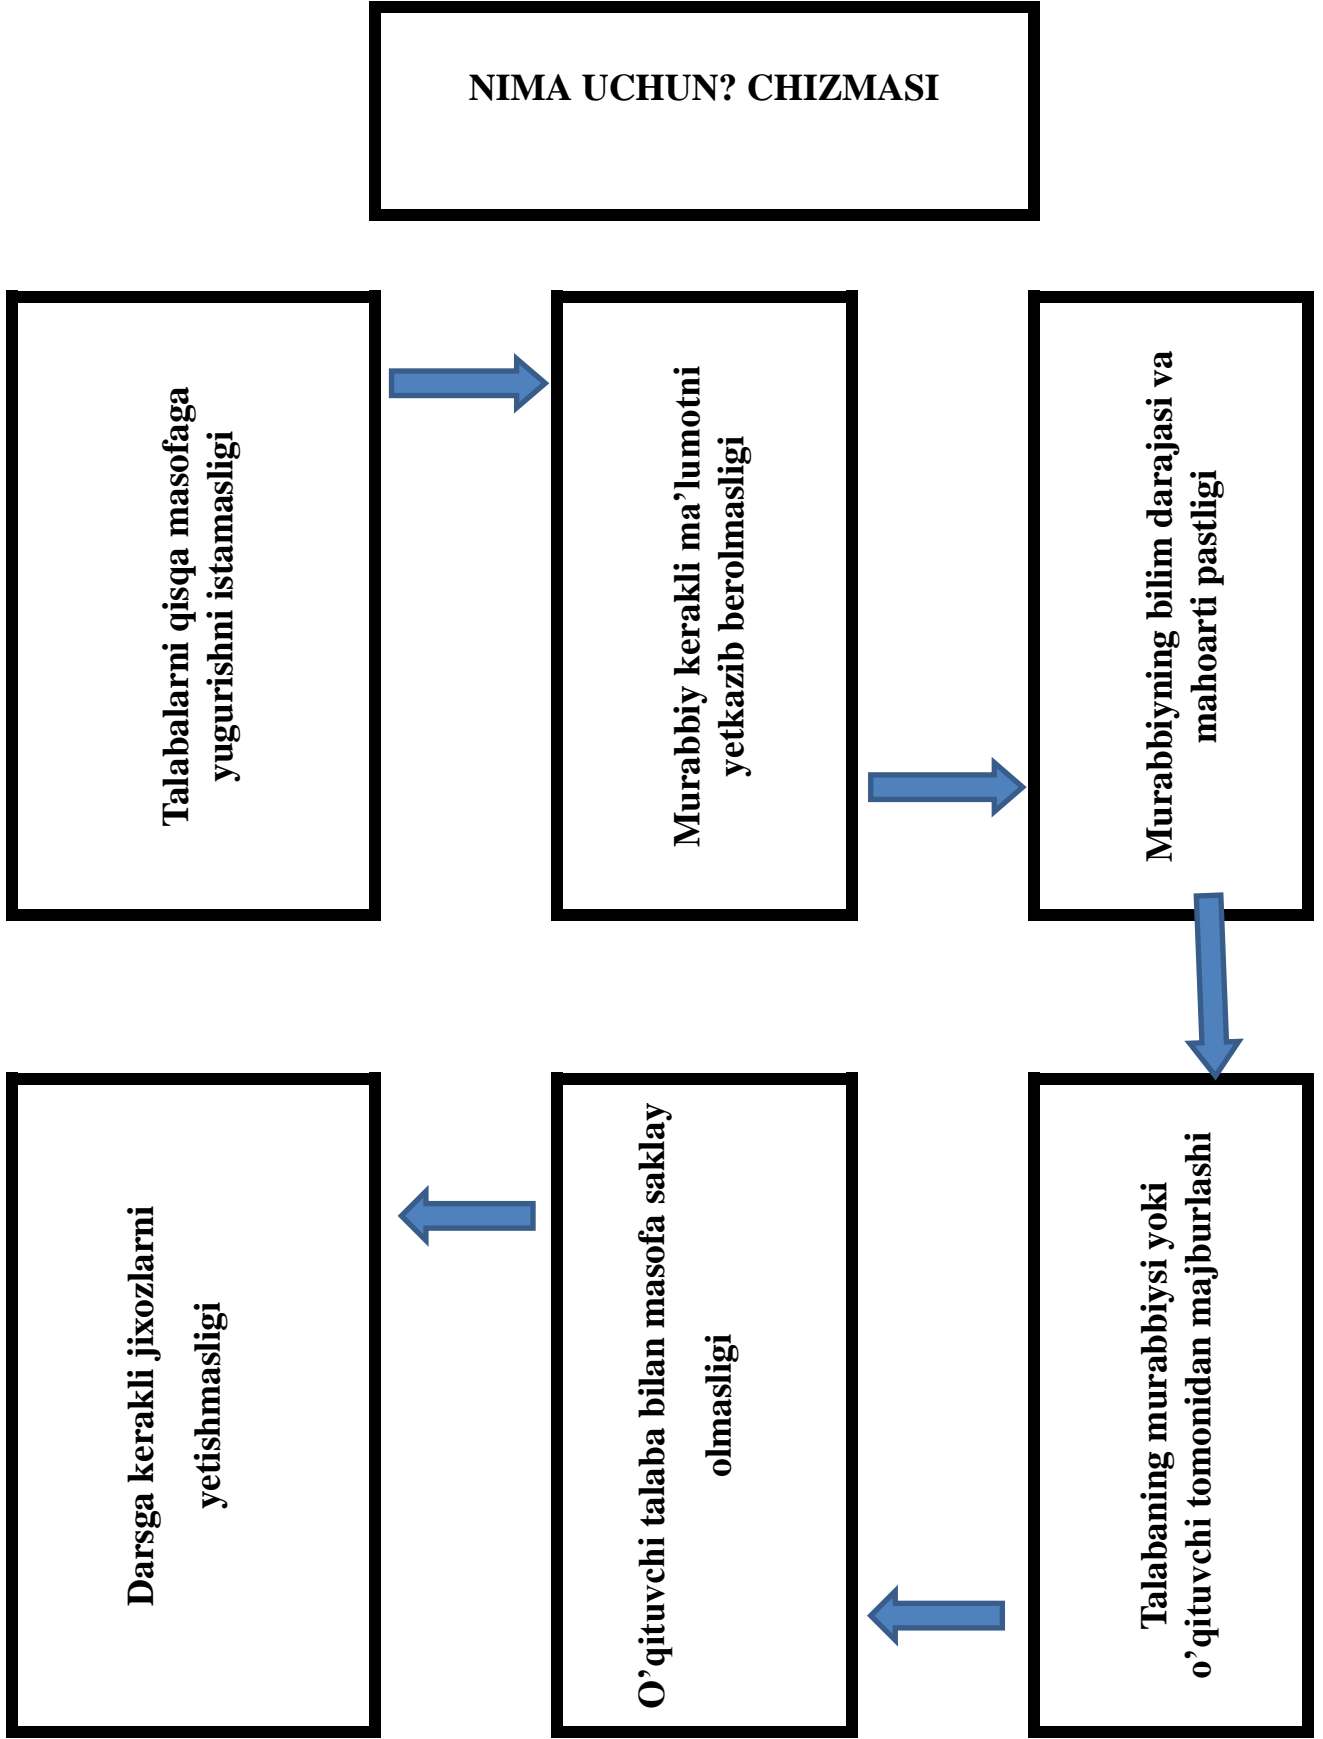 NIMA UCHUN? CHIZMASI
Talabalarni qisqa masofaga
yugurishni istamasligi
Murabbiy kerakli ma’lumotni
yetkazib berolmasligi
Murabbiyning bilim darajasi va
mahoarti pastligi
Talabaning murabbiysi yoki
o’qituvchi tomonidan majburlashi
O’qituvchi talaba bilan masofa saklay
olmasligi
Darsga kerakli jixozlarni
yetishmasligi